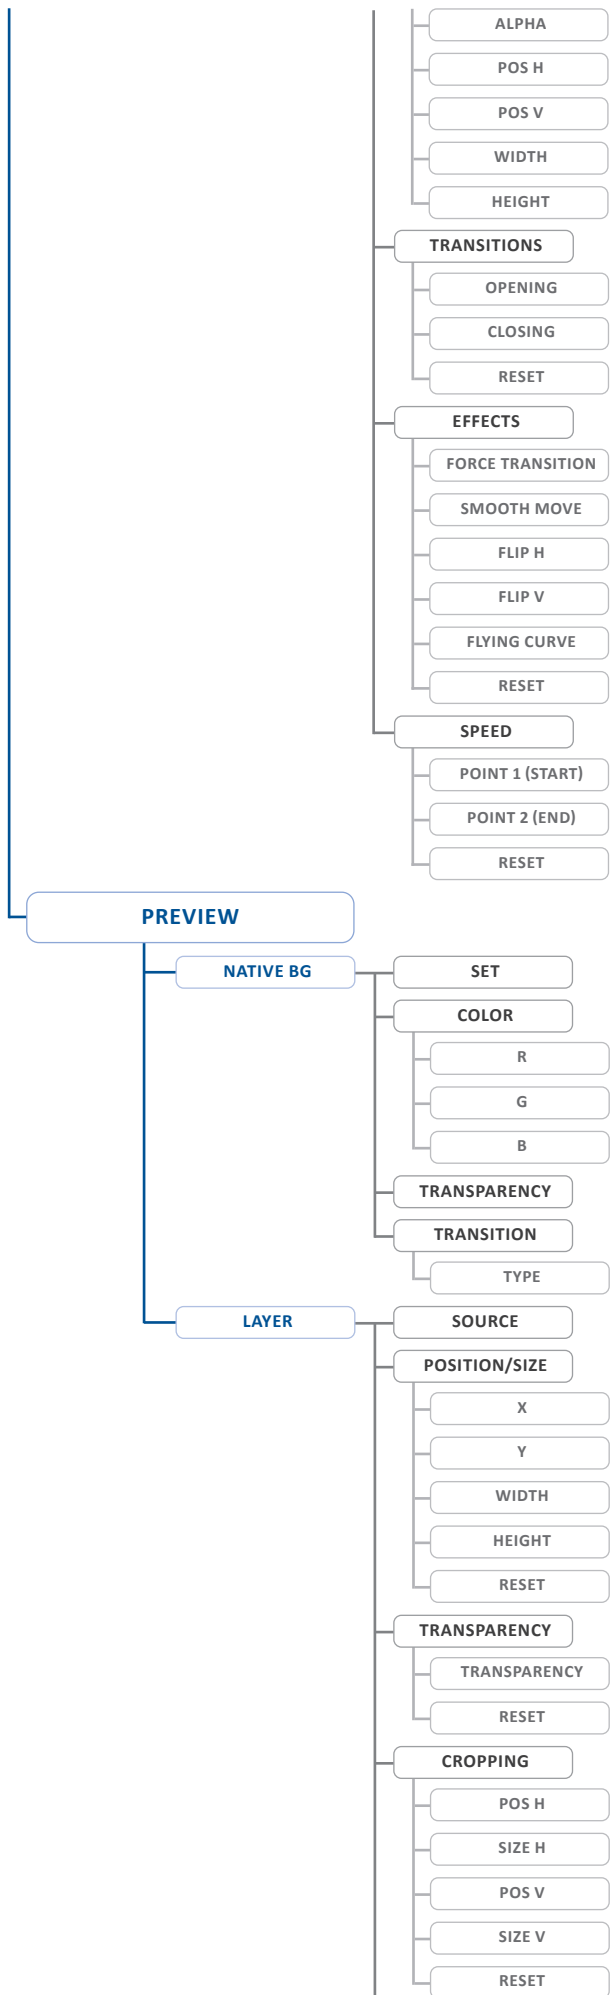 ALPHA
POS H
POS V
WIDTH
HEIGHT
TRANSITIONS
OPENING
CLOSING
RESET
EFFECTS
FORCE TRANSITION
SMOOTH MOVE
FLIP H
FLIP V
FLYING CURVE
RESET
SPEED
POINT 1 (START)
POINT 2 (END)
RESET
PREVIEW
NATIVE BG
SET
COLOR
R
G
B
TRANSPARENCY
TRANSITION
TYPE
LAYER
SOURCE
POSITION/SIZE
X
Y
WIDTH
HEIGHT
RESET
TRANSPARENCY
TRANSPARENCY
RESET
CROPPING
POS H
SIZE H
POS V
SIZE V
RESET